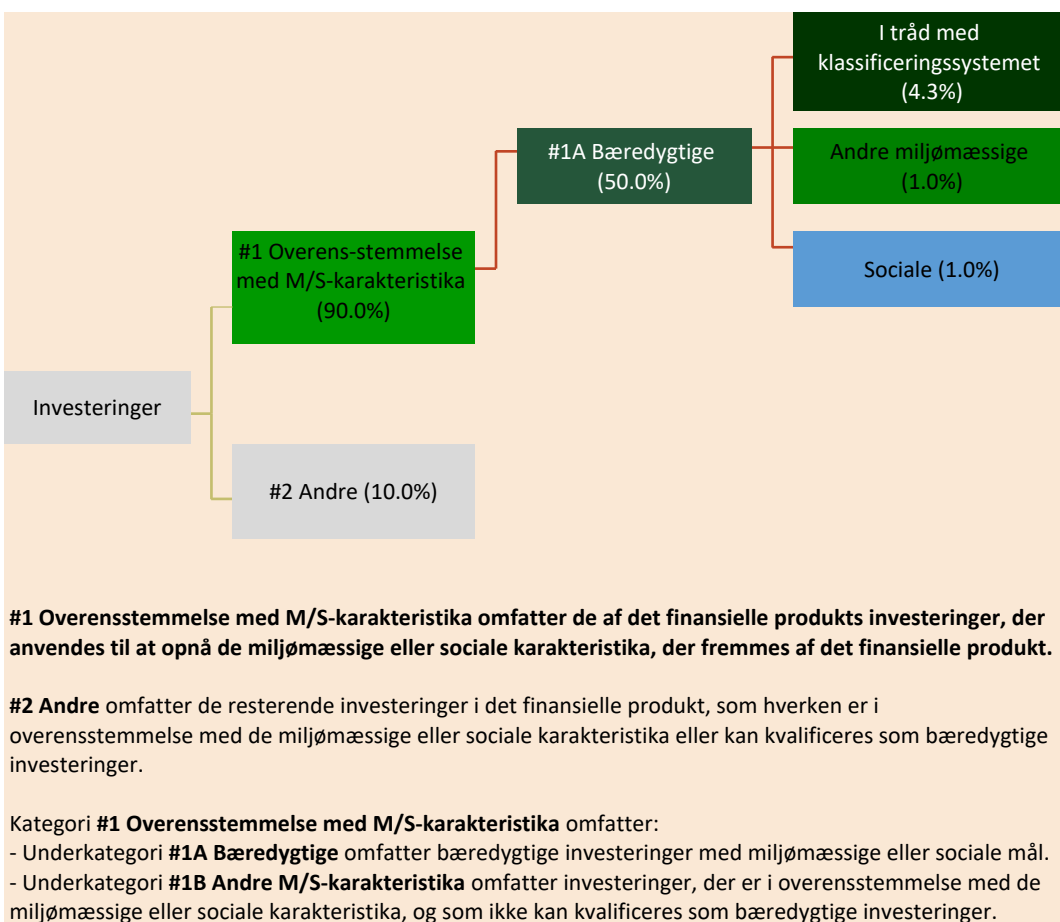 I tråd med
klassificeringssystemet
(4.3%)
#1A Bæredygtige
(50.0%)
Andre miljømæssige
(1.0%)
#1 Overens-stemmelse
med M/S-karakteristika
(90.0%)
Sociale (1.0%)
Investeringer
#2 Andre (10.0%)
#1 Overensstemmelse med M/S-karakteristika omfatter de af det finansielle produkts investeringer, der
anvendes til at opnå de miljømæssige eller sociale karakteristika, der fremmes af det finansielle produkt.
#2 Andre omfatter de resterende investeringer i det finansielle produkt, som hverken er i
overensstemmelse med de miljømæssige eller sociale karakteristika eller kan kvalificeres som bæredygtige
investeringer.
Kategori #1 Overensstemmelse med M/S-karakteristika omfatter:
- Underkategori #1A Bæredygtige omfatter bæredygtige investeringer med miljømæssige eller sociale mål.
- Underkategori #1B Andre M/S-karakteristika omfatter investeringer, der er i overensstemmelse med de
miljømæssige eller sociale karakteristika, og som ikke kan kvalificeres som bæredygtige investeringer.